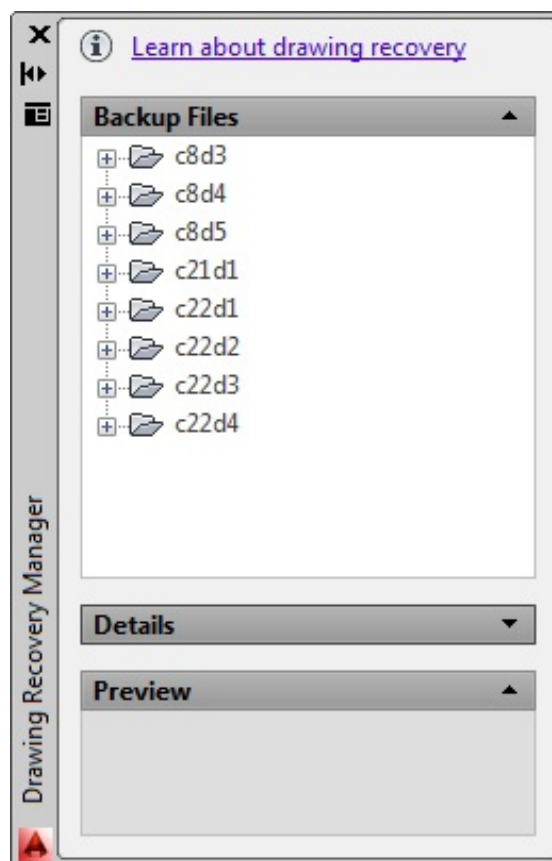 Learn about drawing recovery
Backup Files
c8d3
c8d4
c8d5
c21d1
c22d1
c22d2
c22d3
c22d4
Details
Preview
Drawing Recovery Manager